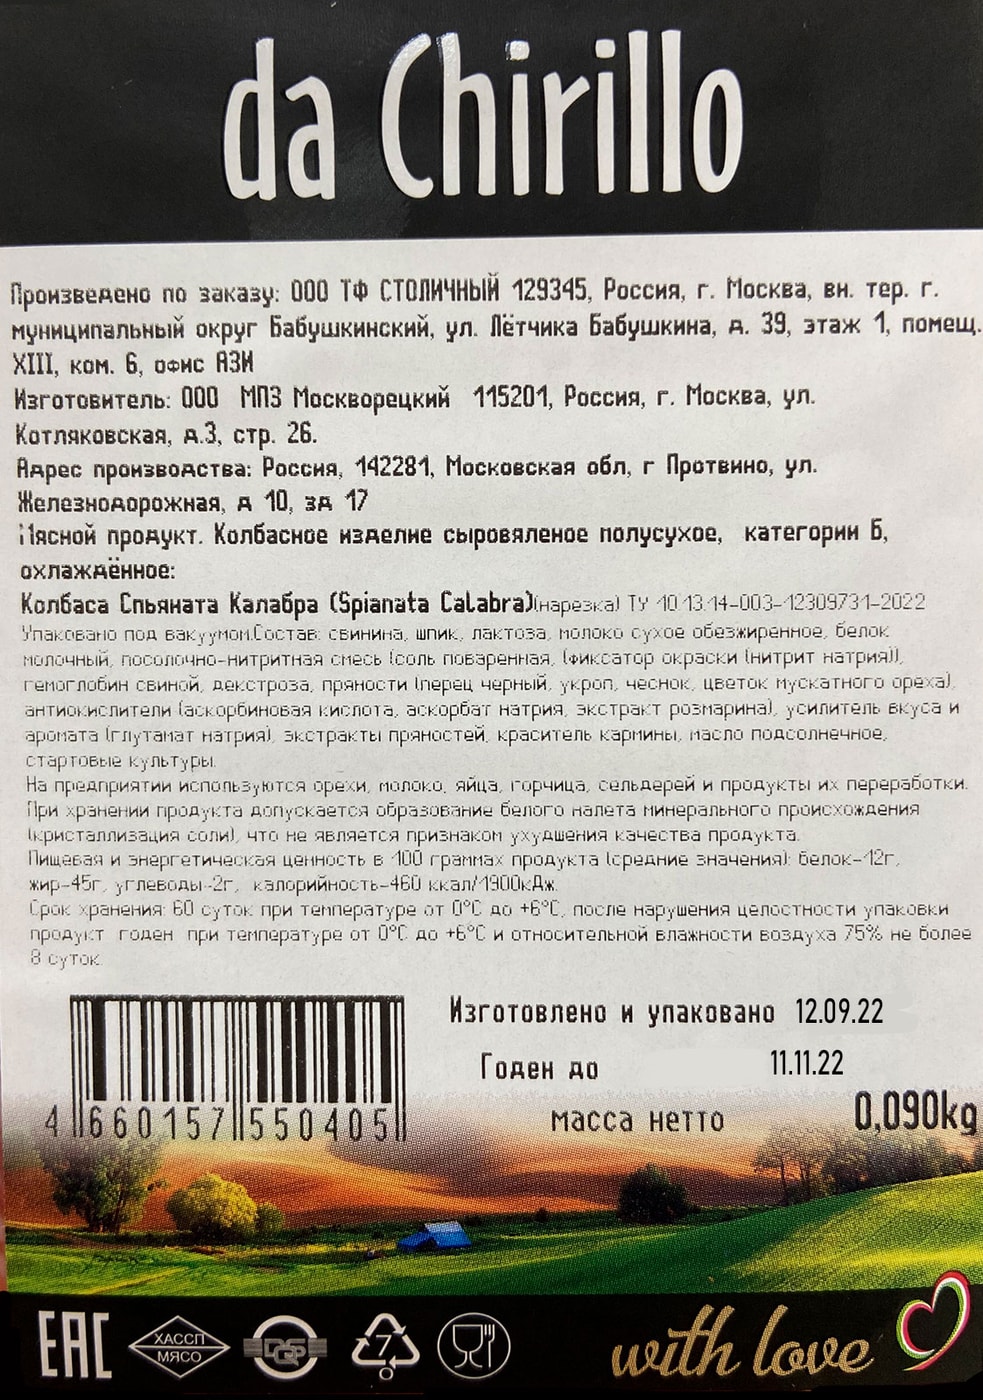 da Chirillo
Произведено по заказу: ООО ТФ СТОЛИЧНЫЙ 129345, Россия, г. Москва, вн. тер. г.
муниципальный округ Бабушкинский, ул. Лётчика Бабушкина, д. 39, этаж 1, помещ.
XIII, ком. 6, офис А3И
Изготовитель: ООО МПЗ Москворецкий 115201, Россия, г. Москва, ул.
Котляковская, д.3, стр. 26.
Адрес производства: Россия, 142281, Московская обл, г Протвино, ул.
Железнодорожная, д 10, зд 17
Мясной продукт. Колбасное изделие сыровяленое полусухое, категории Б,
охлаждённое:
Колбаса Спьяната Калабра (Spianata Calabra)(нарезка) ТУ 10.13.14-003-12309731-2022
Упаковано под вакуумом.Состав: свинина, шпик, лактоза, молоко сухое обезжиренное, белок
молочный, посолочно-нитритная смесь (соль поваренная, (фиксатор окраски (нитрит натрия)),
гемоглобин свиной, декстроза, пряности (перец черный, укроп, чеснок, цветок мускатного ореха),
антиокислители (аскорбиновая кислота, аскорбат натрия, экстракт розмарина), усилитель вкуса и
аромата (глутамат натрия), экстракты пряностей, краситель кармины, масло подсолнечное,
стартовые культуры.
На предприятии используются орехи, молоко, яйца, горчица, сельдерей и продукты их переработки.
При хранении продукта допускается образование белого налета минерального происхождения
(кристаллизация соли), что не является признаком ухудшения качества продукта.
Пищевая и энергетическая ценность в 100 граммах продукта (средние значения): белок-12г,
жир-45г, углеводы-2г, калорийность-460 ккал/1900кДж.
Срок хранения: 60 суток при температуре от 0°C до +6°C, после нарушения целостности упаковки
продукт годен при температуре от 0°C до +6°C и относительной влажности воздуха 75% не более
8 суток.
Изготовлено и упаковано 12.09.22
Годен до 11.11.22
масса нетто 0,090kg
4 660157 550405
EAC
ХАССП
МЯСО
DQS
7
with love